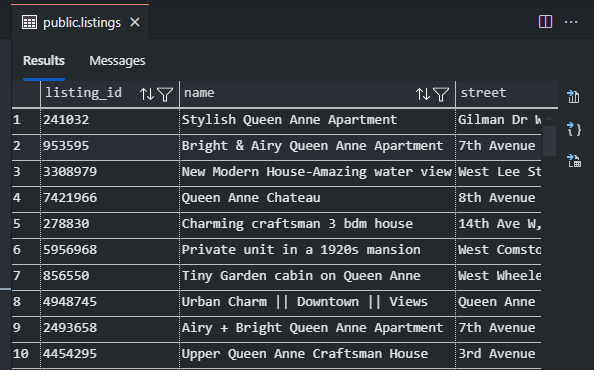 public.listings
Results Messages
listing_id name street
1 241032 Stylish Queen Anne Apartment Gilman Dr W
2 953595 Bright & Airy Queen Anne Apartment 7th Avenue
3 3308979 New Modern House-Amazing water view West Lee St
4 7421966 Queen Anne Chateau 8th Avenue
5 278830 Charming craftsman 3 bdm house 14th Ave W,
6 5956968 Private unit in a 1920s mansion West Comsto
7 856550 Tiny Garden cabin on Queen Anne West Wheele
8 4948745 Urban Charm || Downtown || Views Queen Anne
9 2493658 Airy + Bright Queen Anne Apartment 7th Avenue
10 4454295 Upper Queen Anne Craftsman House 3rd Avenue